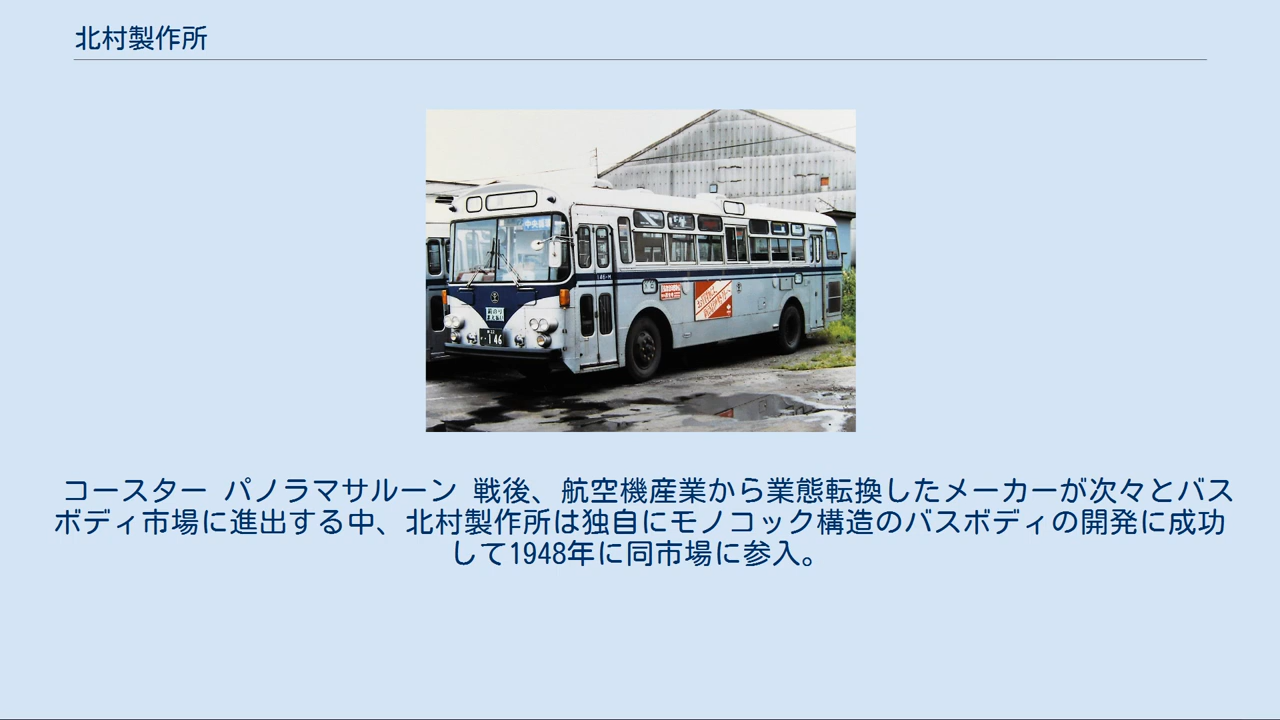 北村製作所
中央循環
146
コースター パノラマサルーン 戦後、航空機産業から業態転換したメーカーが次々とバス
ボディ市場に進出する中、北村製作所は独自にモノコック構造のバスボディの開発に成功
して1948年に同市場に参入。